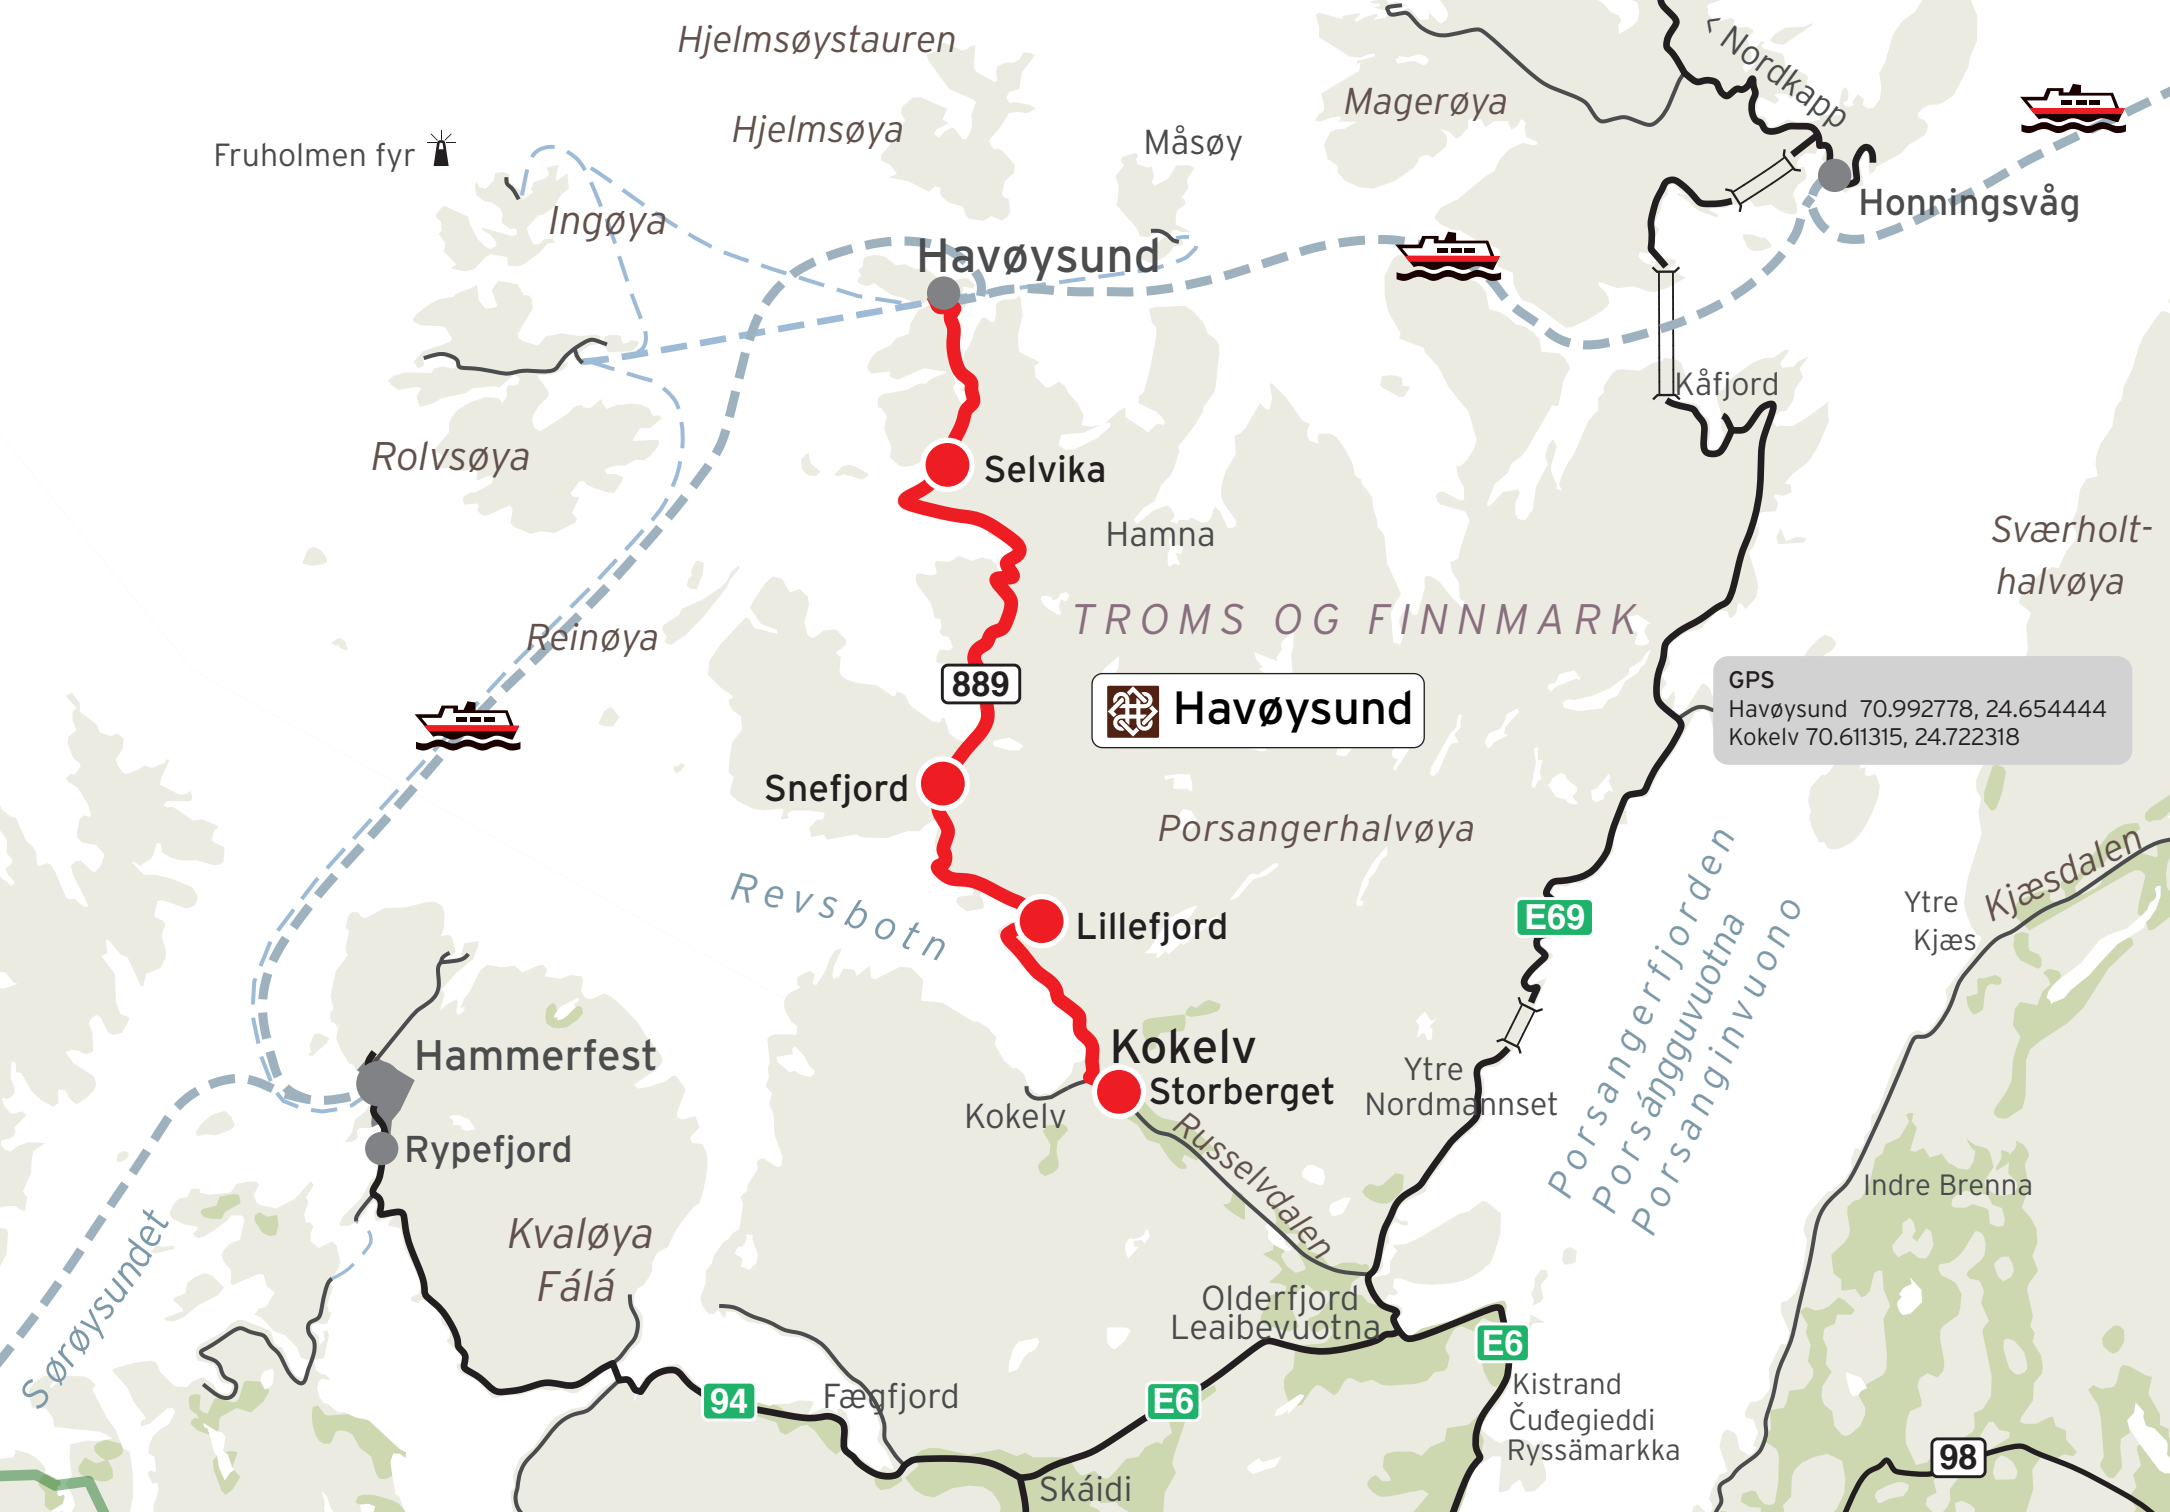 Hjelmsøystauren
< Nordkapp
Magerøya
Hjelmsøya
Måsøy
Fruholmen fyr
Honningsvåg
Ingøya
Havøysund
Kåfjord
Rolvsøya
Selvika
Hamna
Sværholt-
halvøya
TROMS OG FINNMARK
Reinøya
889
Havøysund
GPS
Havøysund 70.992778, 24.654444
Kokelv 70.611315, 24.722318
Snefjord
Porsangerhalvøya
Revsbotn
Lillefjord
E69
Porsangerfjorden
Porsáŋgguvuotna
Porsanginvuono
Ytre
Kjæs
Kjæsdalen
Hammerfest
Kokelv
Storberget
Kokelv
Ytre
Nordmannset
Russelvdalen
Rypefjord
Indre Brenna
Kvaløya
Fálá
Sørøysundet
Olderfjord
Leaibevuotna
E6
94
Fægfjord
E6
Kistrand
Čuđegieddi
Ryssämarkka
98
Skáidi